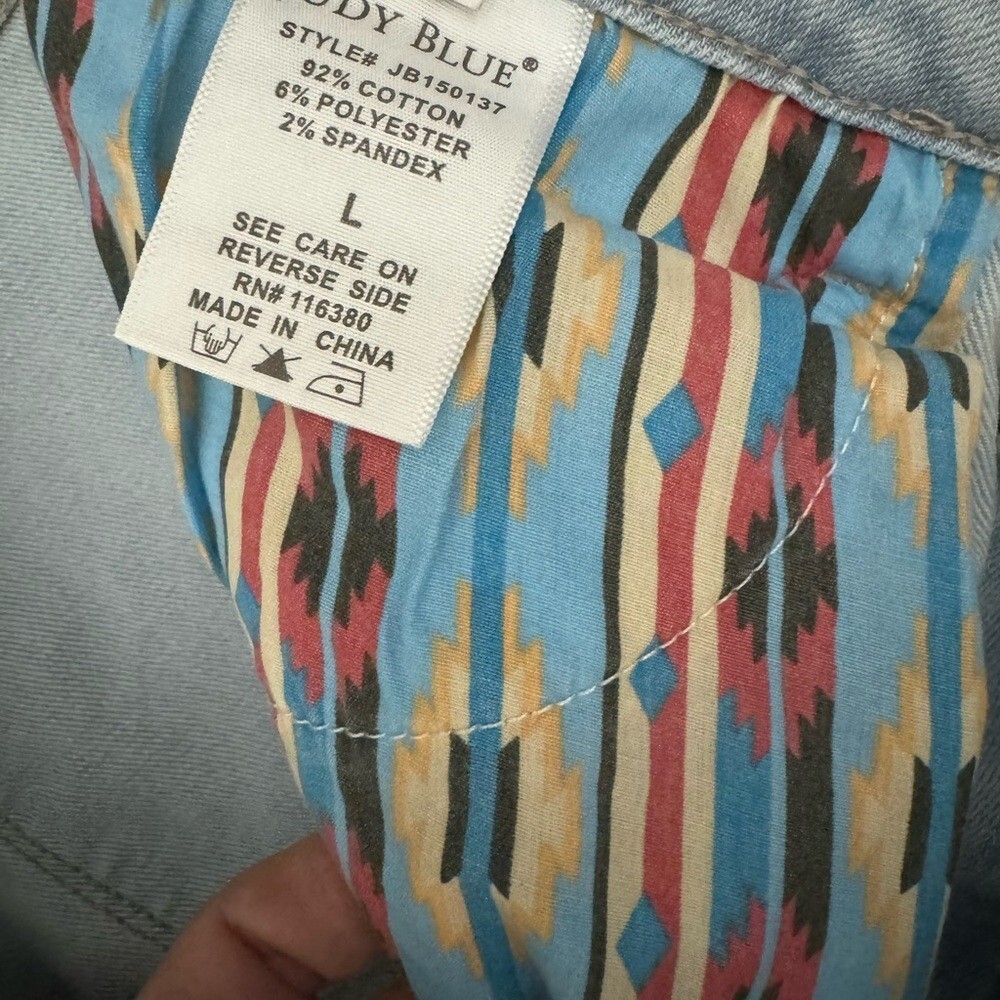 BLUE®
STYLE# JB150137
92% COTTON
6% POLYESTER
2% SPANDEX
L
SEE CARE ON
REVERSE SIDE
RN# 116380
MADE IN CHINA